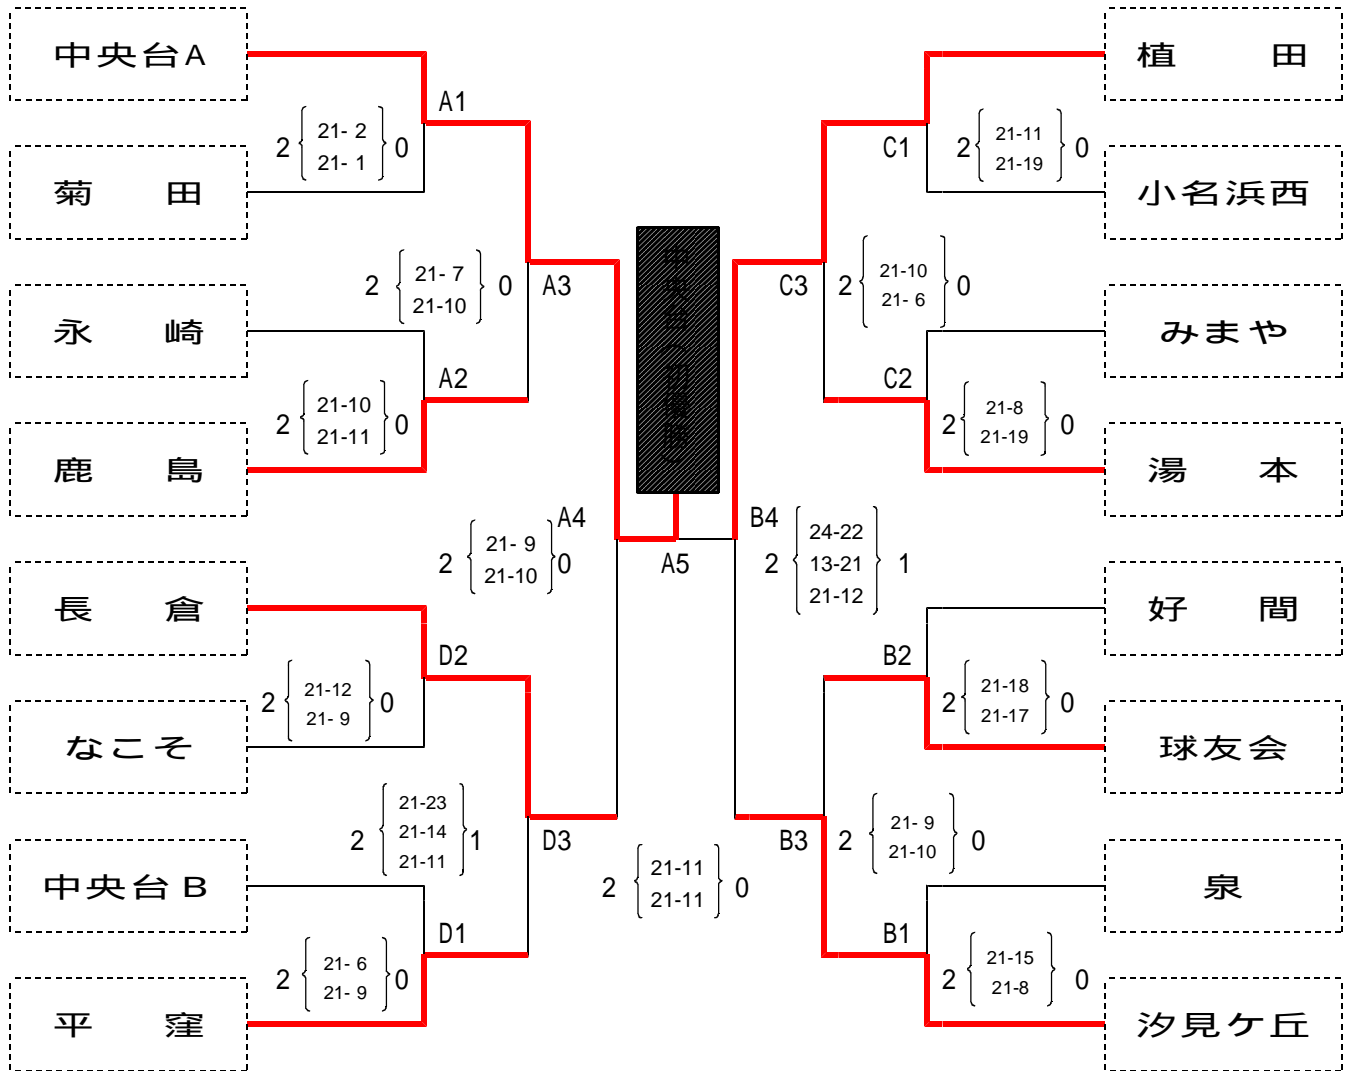 中央台A
植　田
A1
2 21- 2 0
21- 1
C1
2 21-11 0
21-19
菊　田
小名浜西
中央台(初優勝)
2 21- 7 0
21-10
A3
C3
2 21-10 0
21- 6
永　崎
みまや
A2
C2
2 21-10 0
21-11
2 21-8 0
21-19
鹿　島
湯　本
A4
B4
2 21- 9 0
21-10
A5
2 24-22 1
13-21
21-12
長　倉
好　間
D2
B2
2 21-12 0
21- 9
2 21-18 0
21-17
なこそ
球友会
2 21-23 1
21-14
21-11
D3
B3
2 21- 9 0
21-10
2 21-11 0
21-11
中央台B
泉
D1
B1
2 21- 6 0
21- 9
2 21-15 0
21-8
平　窪
汐見ケ丘